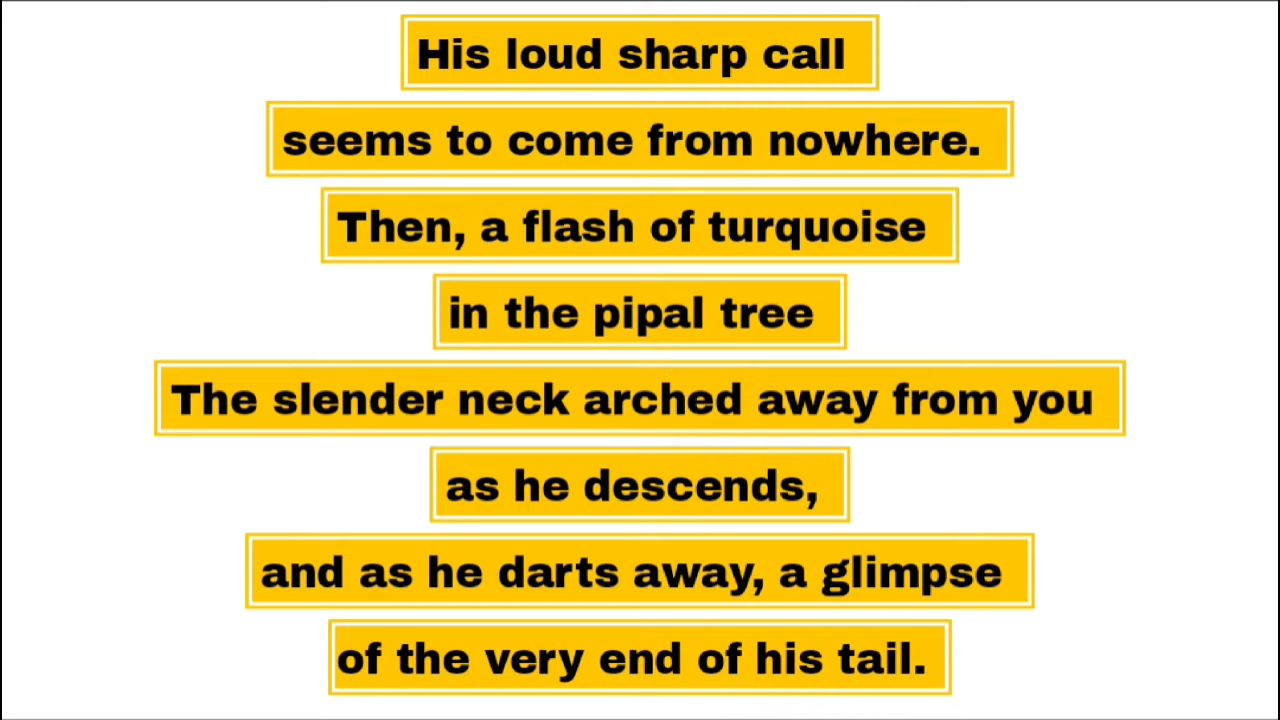 His loud sharp call
seems to come from nowhere.
Then, a flash of turquoise
in the pipal tree
The slender neck arched away from you
as he descends,
and as he darts away, a glimpse
of the very end of his tail.